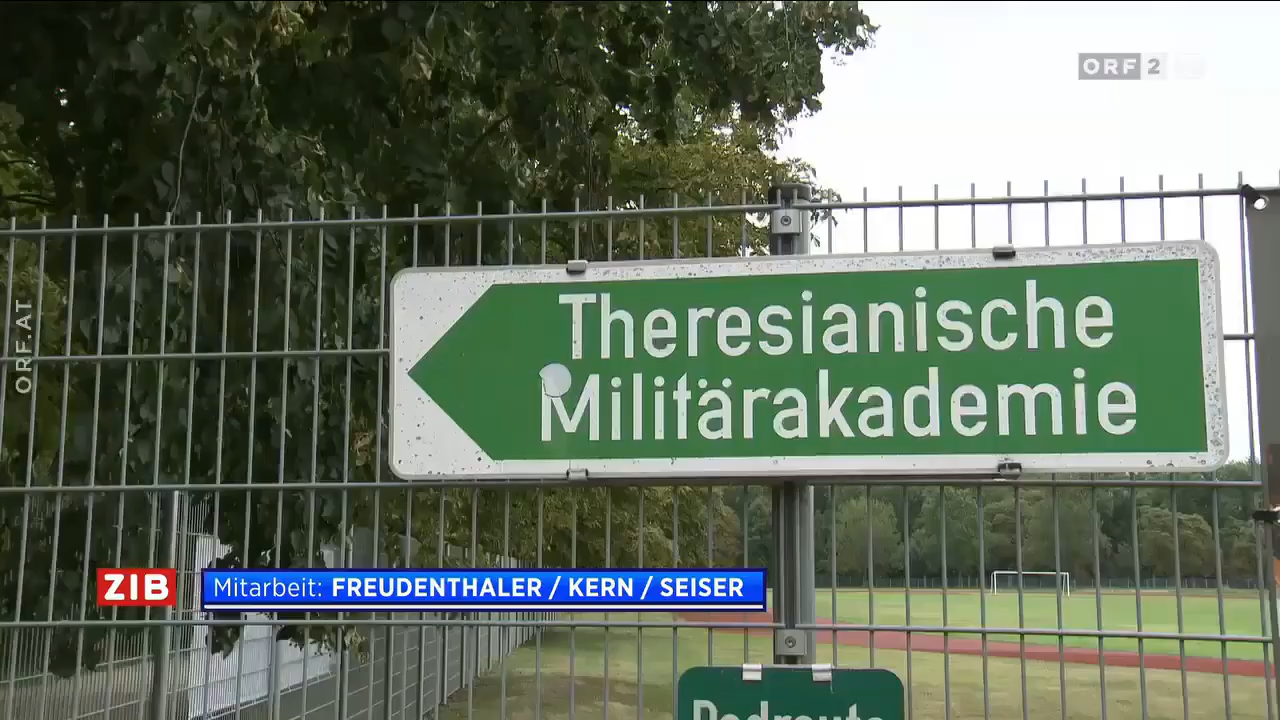 ORF 2
Theresianische
Militärakademie
ORF.AT
ZIB
Mitarbeit: FREUDENTHALER / KERN / SEISER